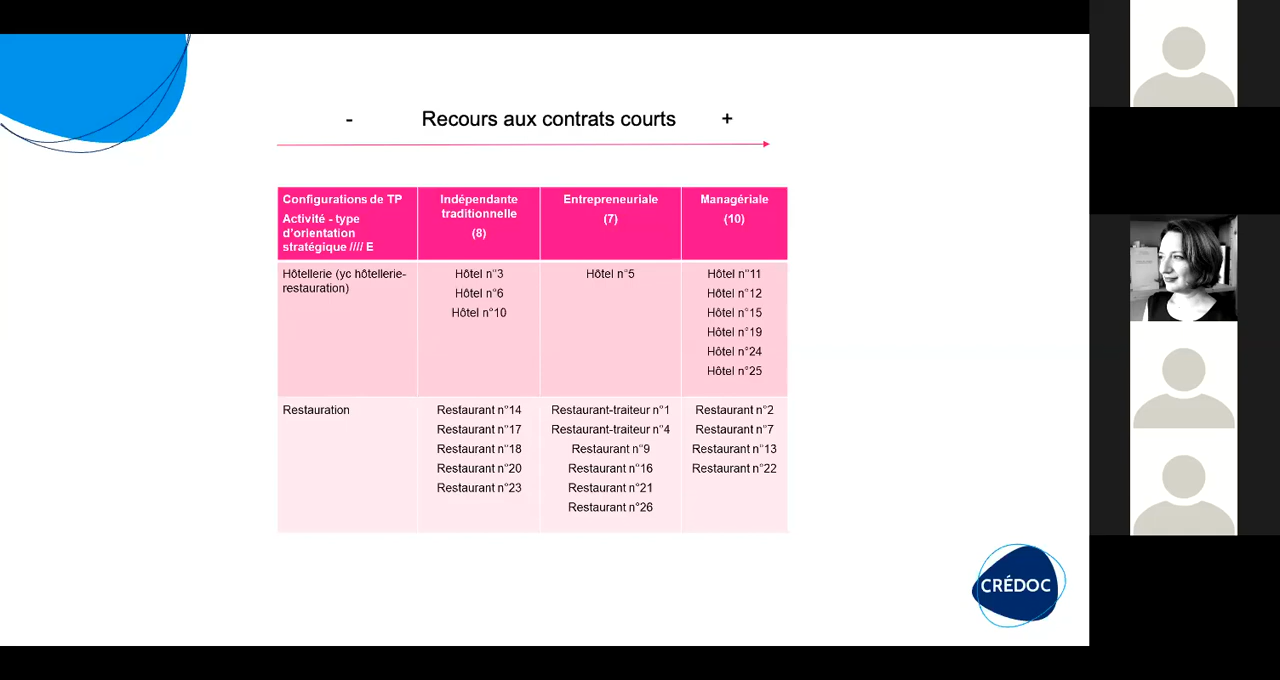 - Recours aux contrats courts +
Configurations de TP
Activité - type
d'orientation
stratégique //// E
Indépendante
traditionnelle
(8)
Entrepreneuriale
(7)
Managériale
(10)
Hôtellerie (yc hôtellerie-
restauration)
Hôtel n°3
Hôtel n°6
Hôtel n°10
Hôtel n°5
Hôtel n°11
Hôtel n°12
Hôtel n°15
Hôtel n°19
Hôtel n°24
Hôtel n°25
Restauration
Restaurant n°14
Restaurant n°17
Restaurant n°18
Restaurant n°20
Restaurant n°23
Restaurant-traiteur n°1
Restaurant-traiteur n°4
Restaurant n°9
Restaurant n°16
Restaurant n°21
Restaurant n°26
Restaurant n°2
Restaurant n°7
Restaurant n°13
Restaurant n°22
CRÉDOC